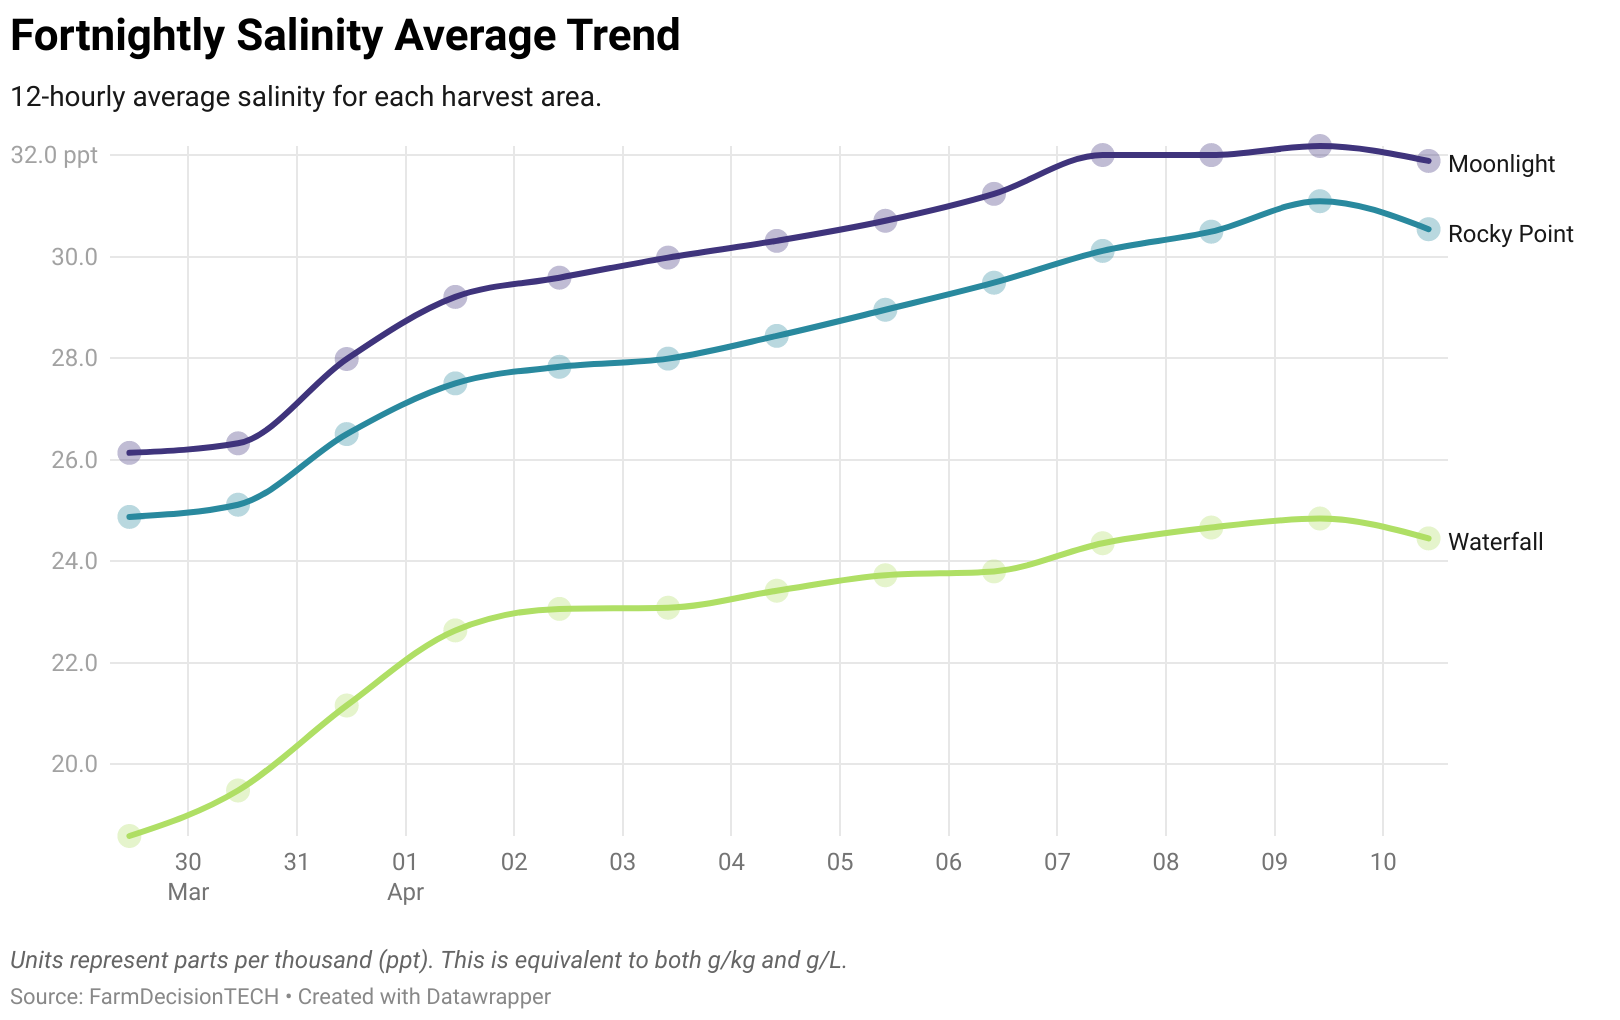 Fortnightly Salinity Average Trend
12-hourly average salinity for each harvest area.
32.0 ppt
30.0
28.0
26.0
24.0
22.0
20.0
Moonlight
Rocky Point
Waterfall
30 31 01 02 03 04 05 06 07 08 09 10
Mar Apr
Units represent parts per thousand (ppt). This is equivalent to both g/kg and g/L.
Source: FarmDecisionTECH • Created with Datawrapper